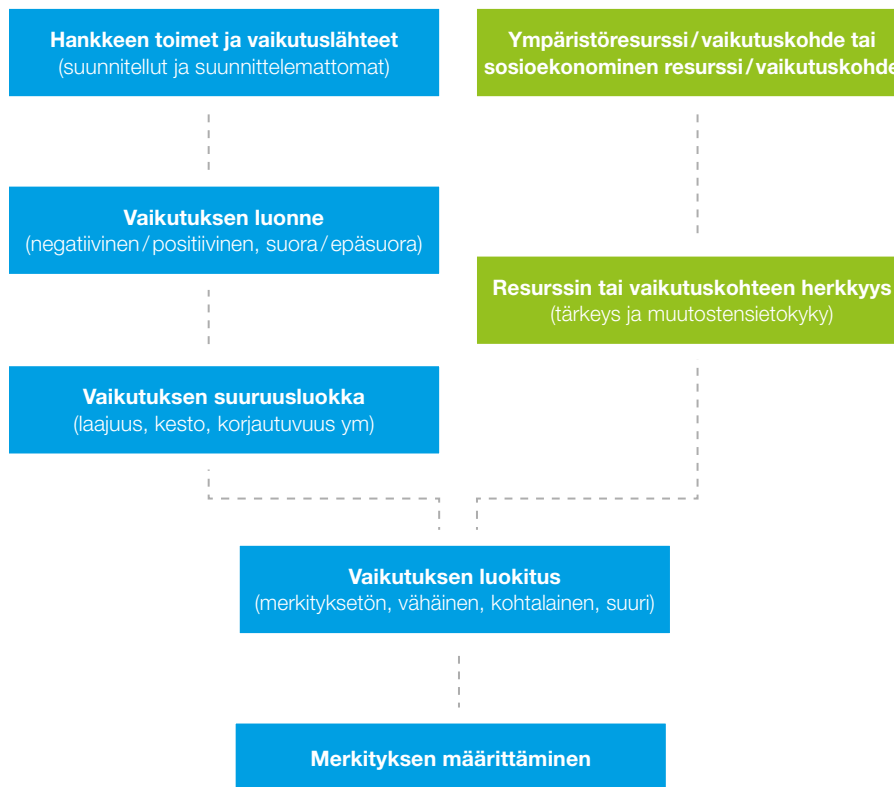 Hankkeen toimet ja vaikutuslähteet
(suunnitellut ja suunnittelemattomat)
Ympäristöresurssi/vaikutuskohde tai
sosioekonominen resurssi/vaikutuskohde
Vaikutuksen luonne
(negatiivinen/positiivinen, suora/epäsuora)
Resurssin tai vaikutuskohteen herkkyys
(tärkeys ja muutostensietokyky)
Vaikutuksen suuruusluokka
(laajuus, kesto, korjautuvuus ym)
Vaikutuksen luokitus
(merkityksetön, vähäinen, kohtalainen, suuri)
Merkityksen määrittäminen